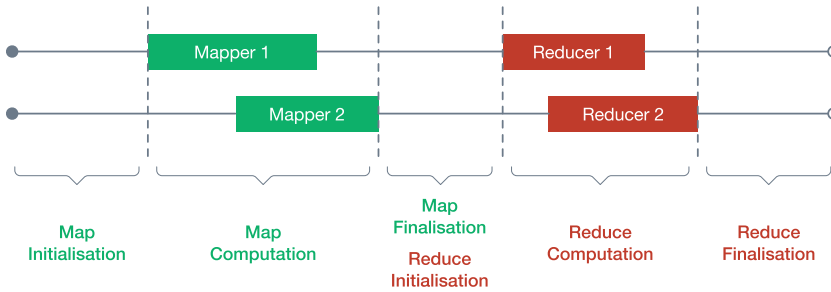 Mapper 1
Reducer 1
Mapper 2
Reducer 2
Map
Initialisation
Map
Computation
Map
Finalisation
Reduce
Initialisation
Reduce
Computation
Reduce
Finalisation